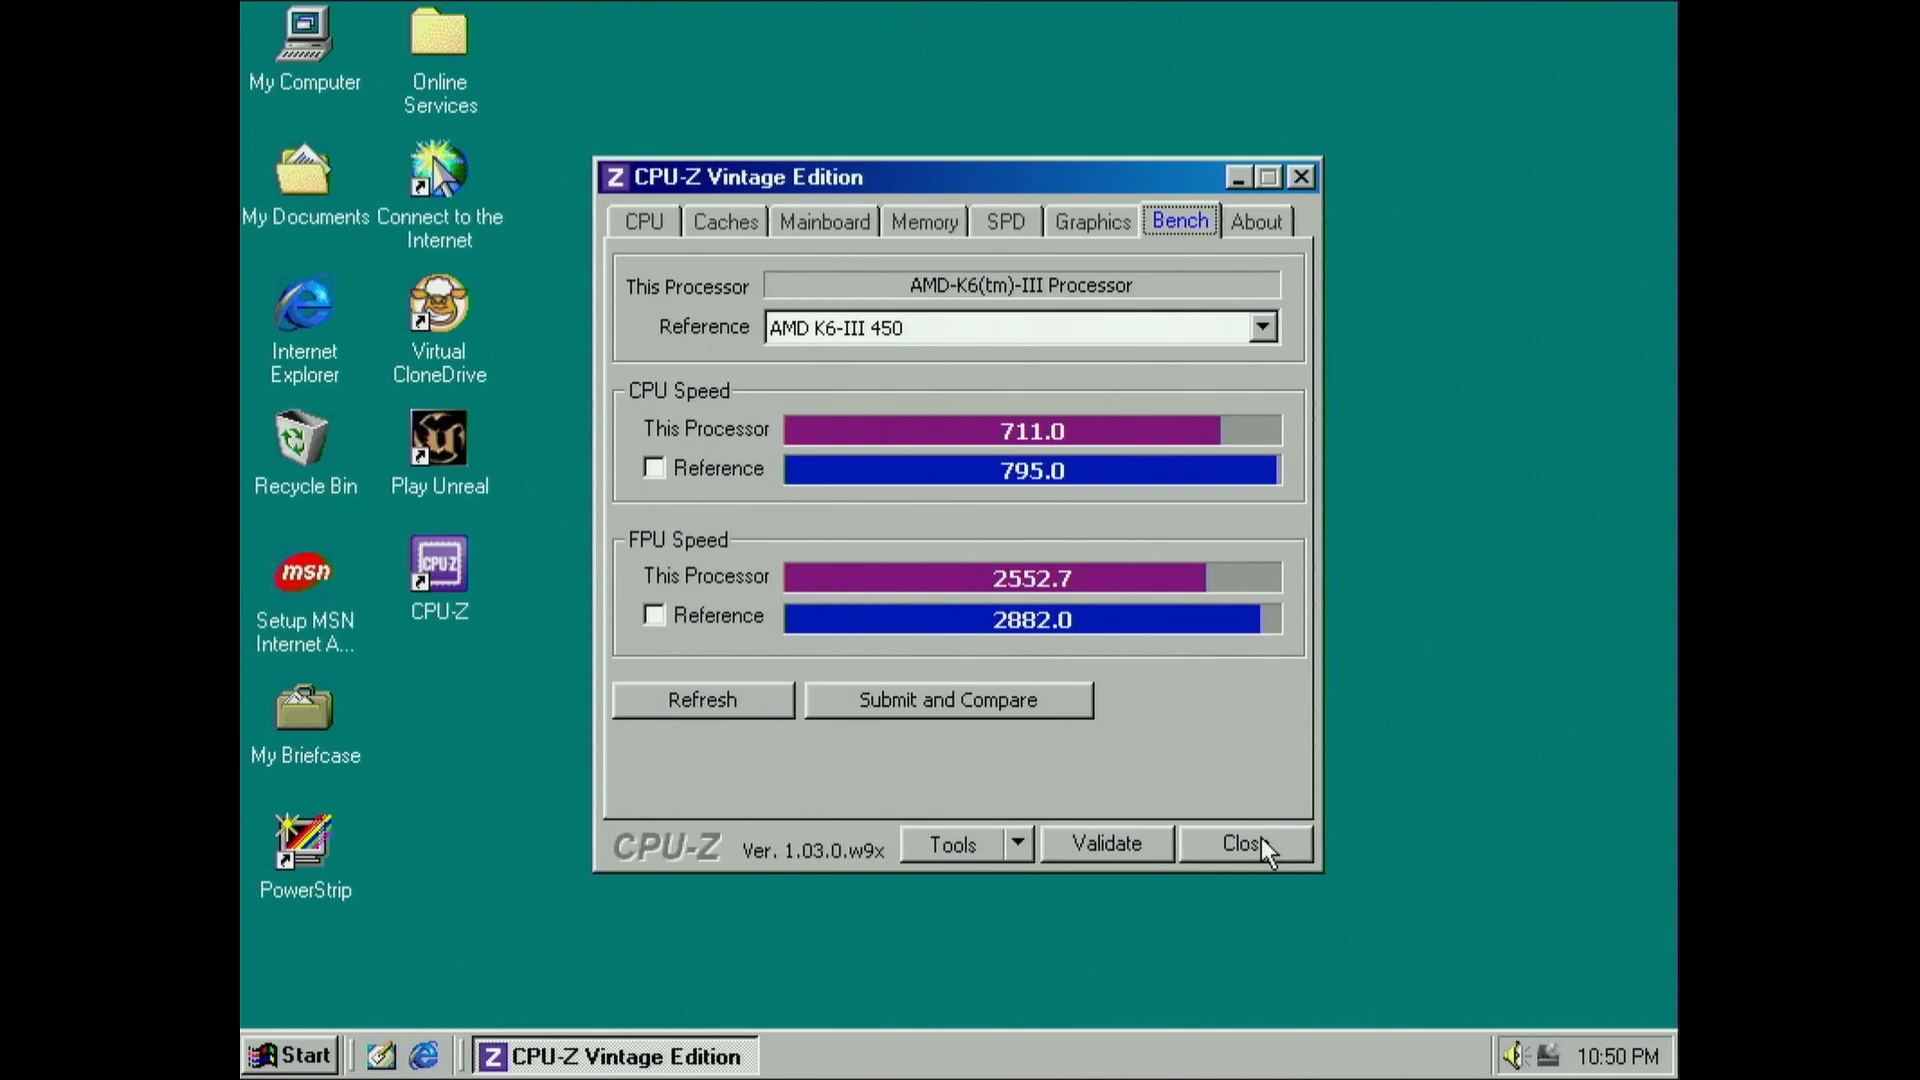 My Computer
Online
Services
My Documents
Connect to the
Internet
Internet
Explorer
Virtual
CloneDrive
Recycle Bin
Play Unreal
msn
Setup MSN
Internet A...
CPU-Z
CPU-Z
My Briefcase
PowerStrip
Z CPU-Z Vintage Edition
CPU Caches Mainboard Memory SPD Graphics Bench About
This Processor AMD-K6(tm)-III Processor
Reference AMD K6-III 450
CPU Speed
This Processor 711.0
Reference 795.0
FPU Speed
This Processor 2552.7
Reference 2882.0
Refresh Submit and Compare
CPU-Z Ver. 1.03.0.w9x Tools Validate Clos
Start Z CPU-Z Vintage Edition 10:50 PM